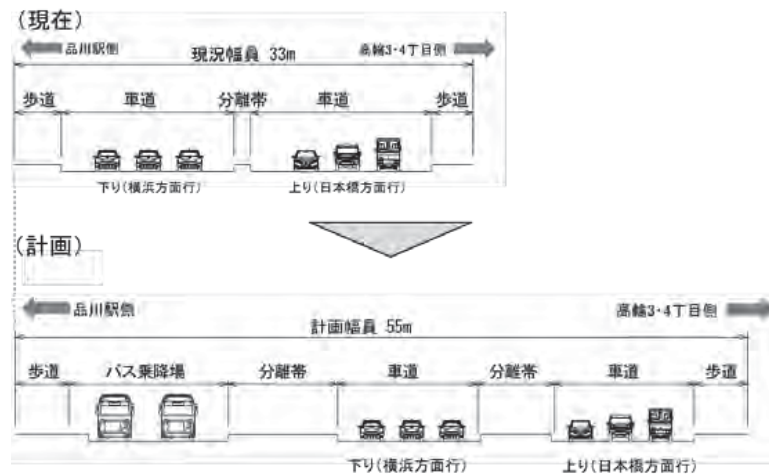 (現在)
品川駅側
現況幅員 33m
高輪3・4丁目側
歩道 車道 分離帯 車道 歩道
下り(横浜方面行) 上り(日本橋方面行)
(計画)
品川駅側
高輪3・4丁目側
計画幅員 55m
歩道 バス乗降場 分離帯 車道 分離帯 車道 歩道
下り(横浜方面行) 上り(日本橋方面行)